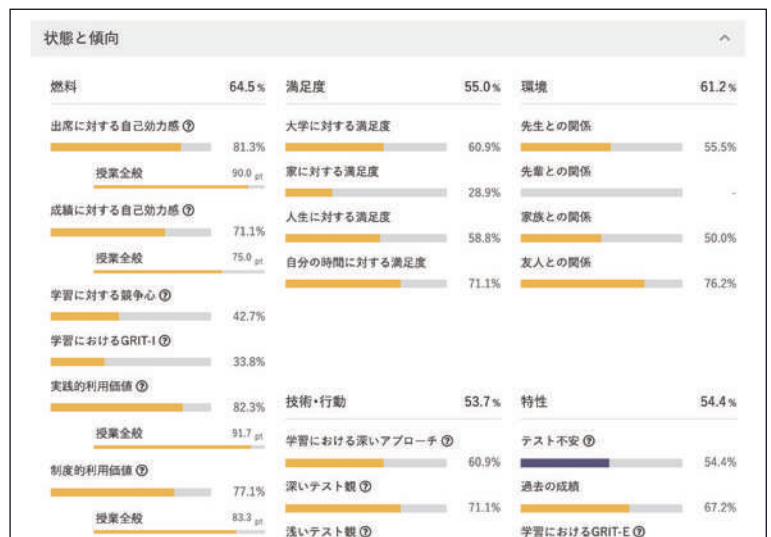 状態と傾向
燃料 64.5%
出席に対する自己効力感 ?
81.3%
授業全般 90.0 pt
成績に対する自己効力感 ?
71.1%
授業全般 75.0 pt
学習に対する競争心 ?
42.7%
学習におけるGRIT-I ?
33.8%
実践的利用価値 ?
82.3%
授業全般 91.7 pt
制度的利用価値 ?
77.1%
授業全般 83.3 pt
満足度 55.0%
大学に対する満足度
60.9%
家に対する満足度
28.9%
人生に対する満足度
58.8%
自分の時間に対する満足度
71.1%
環境 61.2%
先生との関係
55.5%
先輩との関係
-
家族との関係
50.0%
友人との関係
76.2%
技術・行動 53.7%
学習における深いアプローチ ?
60.9%
深いテスト観 ?
71.1%
浅いテスト観 ?
特性 54.4%
テスト不安 ?
54.4%
過去の成績
67.2%
学習におけるGRIT-E ?